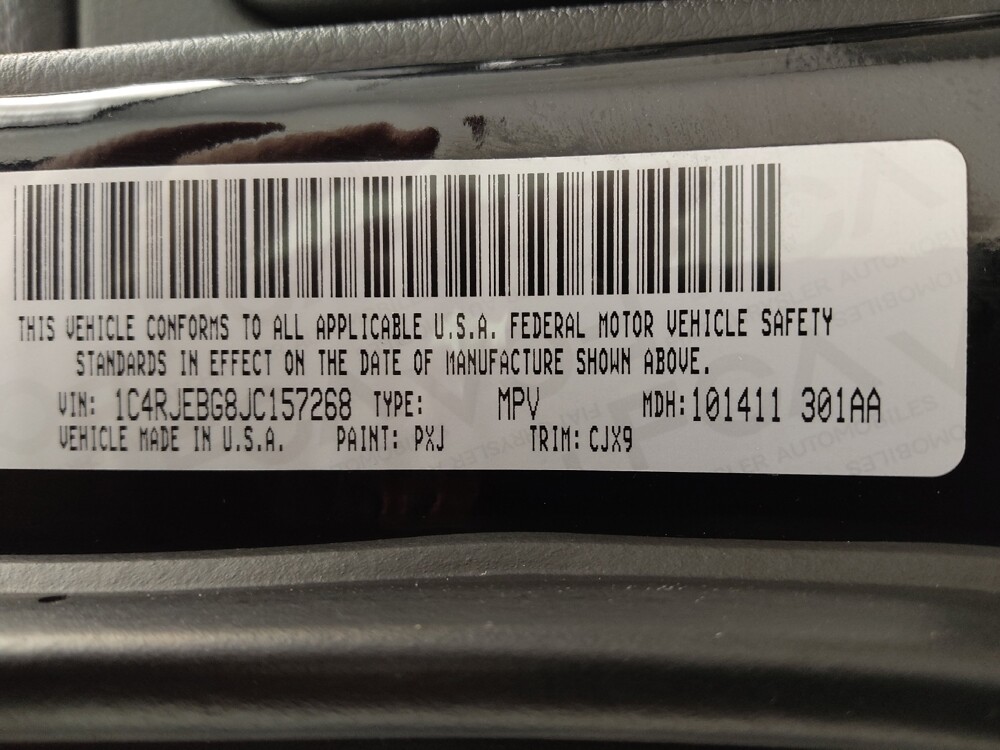 THIS VEHICLE CONFORMS TO ALL APPLICABLE U.S.A. FEDERAL MOTOR VEHICLE SAFETY
STANDARDS IN EFFECT ON THE DATE OF MANUFACTURE SHOWN ABOVE.
VIN: 1C4RJEBG8JC157268 TYPE: MPV MDH:101411 301AA
VEHICLE MADE IN U.S.A. PAINT: PXJ TRIM: CJX9